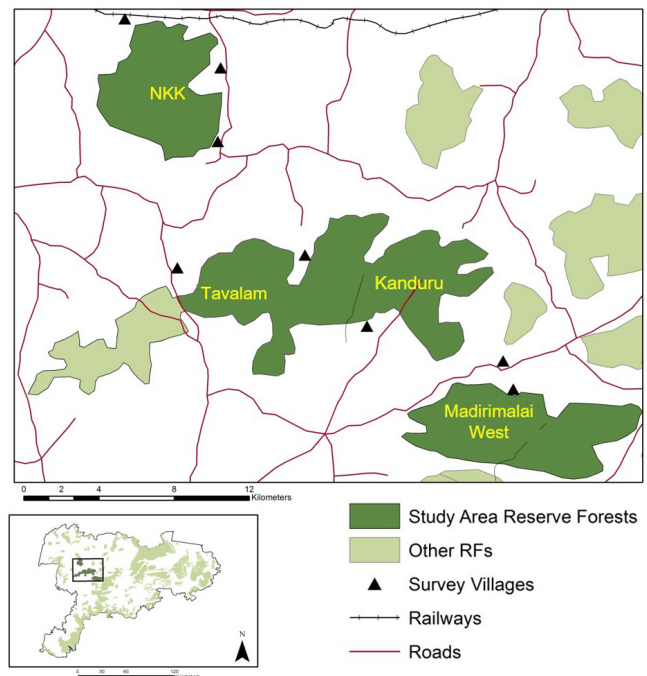 NKK
Tavalam
Kanduru
Madirimalai
West
0 2 4 8 12
Kilometers
Study Area Reserve Forests
Other RFs
Survey Villages
Railways
Roads
N
0 30 60 120
Kilometers